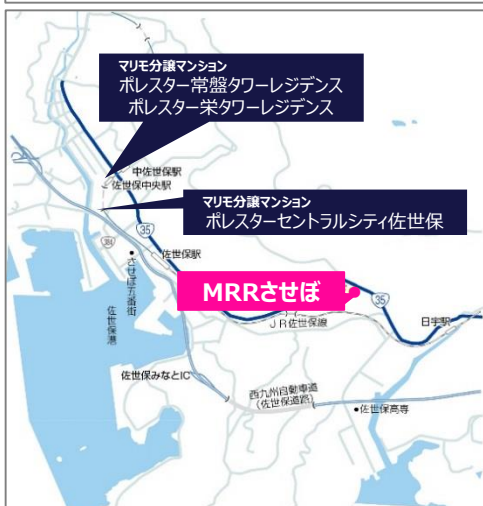 マリモ分譲マンション
ポレスター常盤タワーレジデンス
ポレスター栄タワーレジデンス
中佐世保駅
佐世保中央駅
マリモ分譲マンション
ポレスターセントラルシティ佐世保
35
佐世保駅
させぼ五番街
佐世保港
MRRさせぼ
35
JR佐世保線
日宇駅
佐世保みなとIC
西九州自動車道
(佐世保道路)
佐世保高専